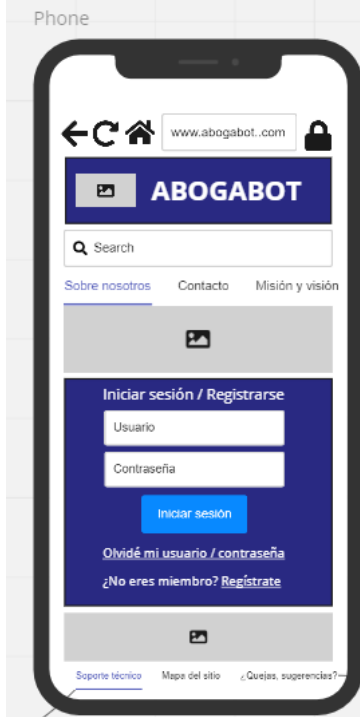 Phone
www.abogabot..com
ABOGABOT
Search
Sobre nosotros Contacto Misión y visión
Iniciar sesión / Registrarse
Usuario
Contraseña
Iniciar sesión
Olvidé mi usuario / contraseña
¿No eres miembro? Regístrate
Soporte técnico Mapa del sitio ¿Quejas, sugerencias?